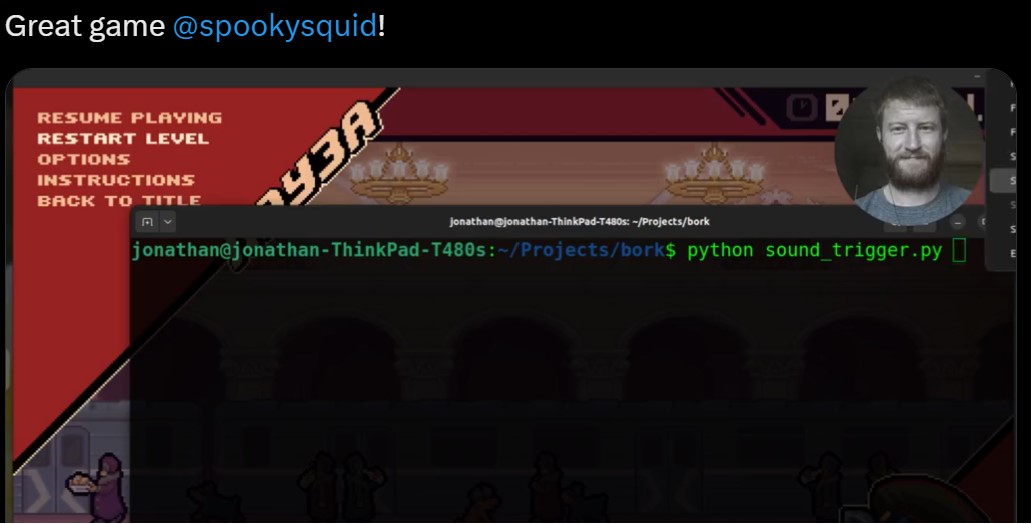 Great game @spookysquid!
RESUME PLAYING
RESTART LEVEL
OPTIONS
INSTRUCTIONS
BACK TO TITLE
jonathan@jonathan-ThinkPad-T480s: ~/Projects/bork
jonathan@jonathan-ThinkPad-T480s:~/Projects/bork$ python sound_trigger.py